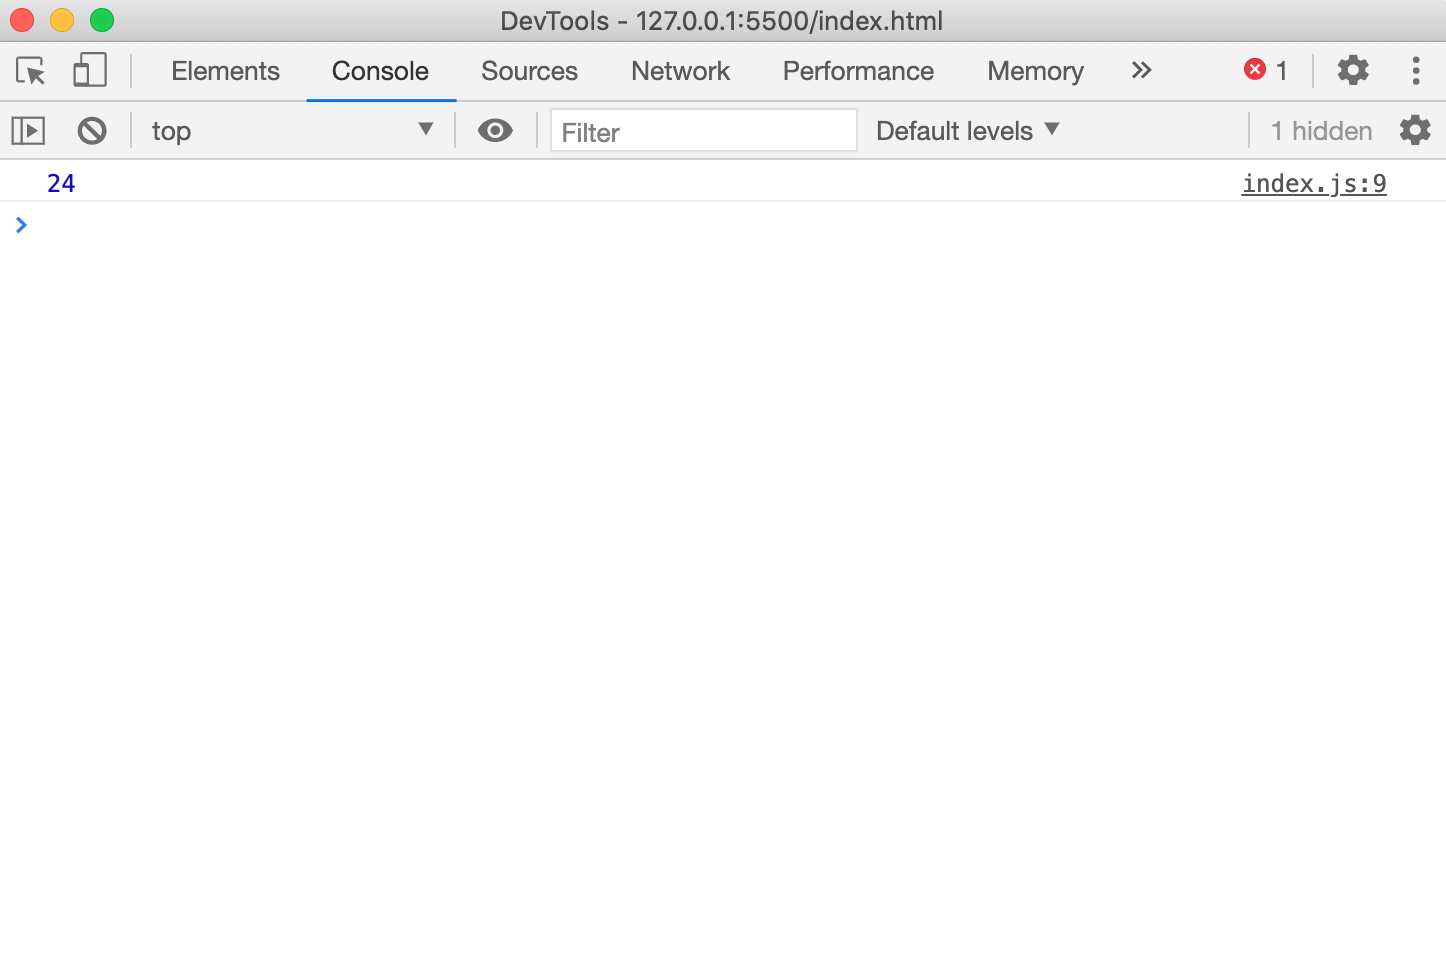 DevTools - 127.0.0.1:5500/index.html
Elements Console Sources Network Performance Memory 1
top Filter Default levels 1 hidden
24 index.js:9